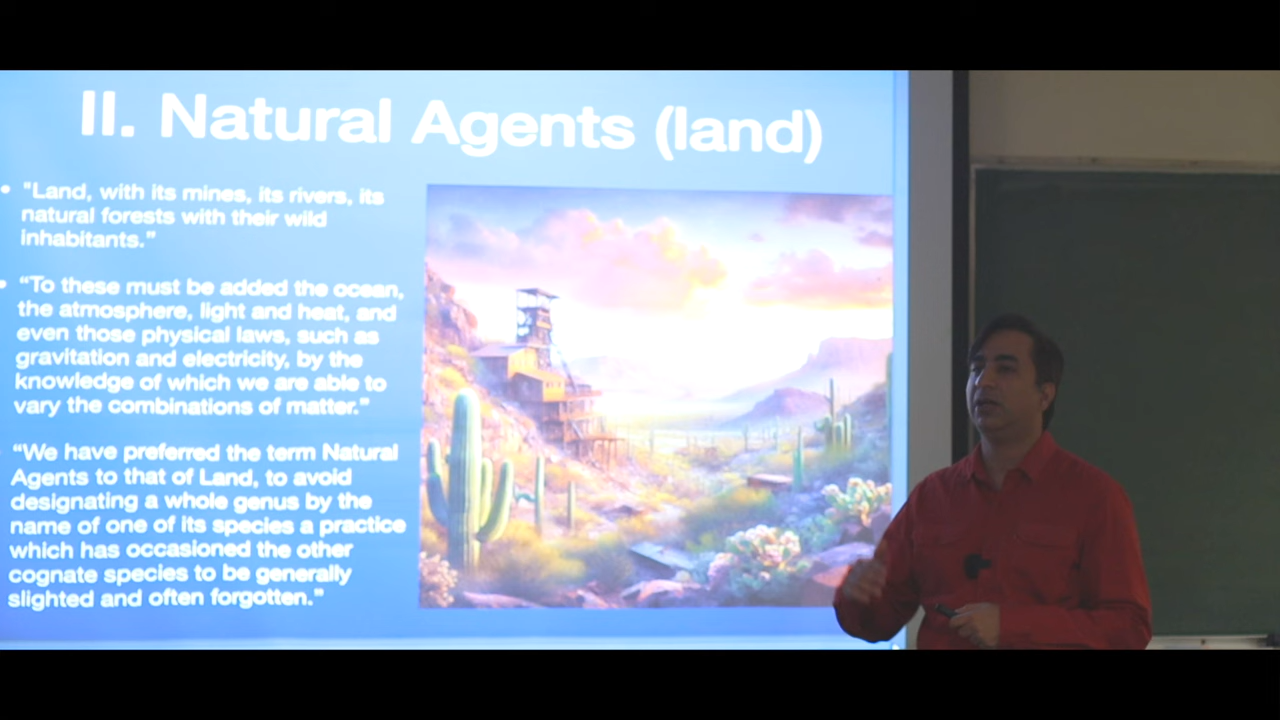 II. Natural Agents (land)
• "Land, with its mines, its rivers, its
natural forests with their wild
inhabitants."
• "To these must be added the ocean,
the atmosphere, light and heat, and
even those physical laws, such as
gravitation and electricity, by the
knowledge of which we are able to
vary the combinations of matter."
"We have preferred the term Natural
Agents to that of Land, to avoid
designating a whole genus by the
name of one of its species a practice
which has occasioned the other
cognate species to be generally
slighted and often forgotten."